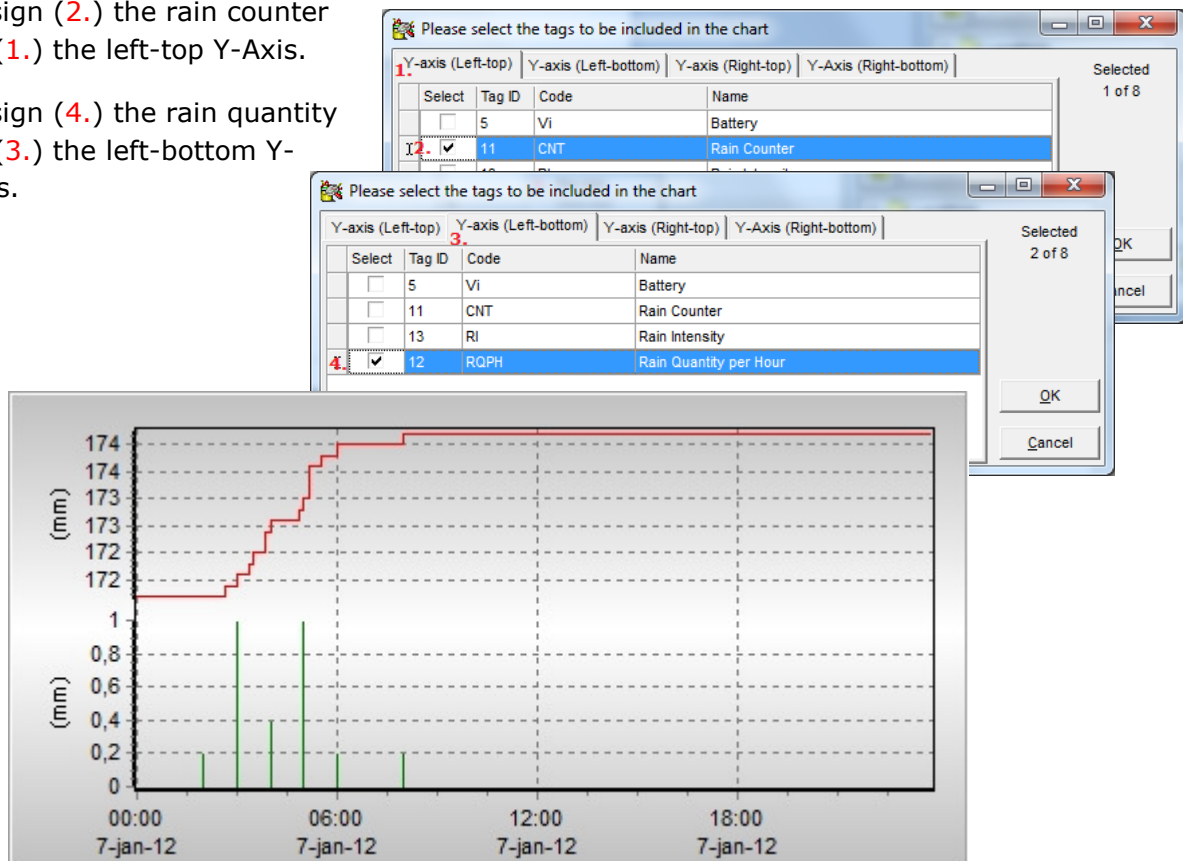 sign (2.) the rain counter
(1.) the left-top Y-Axis.
sign (4.) the rain quantity
(3.) the left-bottom Y-
s.
Please select the tags to be included in the chart
1.
Y-axis (Left-top) Y-axis (Left-bottom) Y-axis (Right-top) Y-Axis (Right-bottom)
Selected
1 of 8
Select Tag ID Code Name
5 Vi Battery
2. 11 CNT Rain Counter
OK
Please select the tags to be included in the chart
Y-axis (Left-top) Y-axis (Left-bottom) Y-axis (Right-top) Y-Axis (Right-bottom)
3.
Selected
2 of 8
Select Tag ID Code Name
5 Vi Battery
11 CNT Rain Counter
13 RI Rain Intensity
4. 12 RQPH Rain Quantity per Hour
OK
Cancel
174
174
173
173
172
172
(mm)
1
0,8
0,6
0,4
0,2
0
(mm)
00:00 06:00 12:00 18:00
7-jan-12 7-jan-12 7-jan-12 7-jan-12